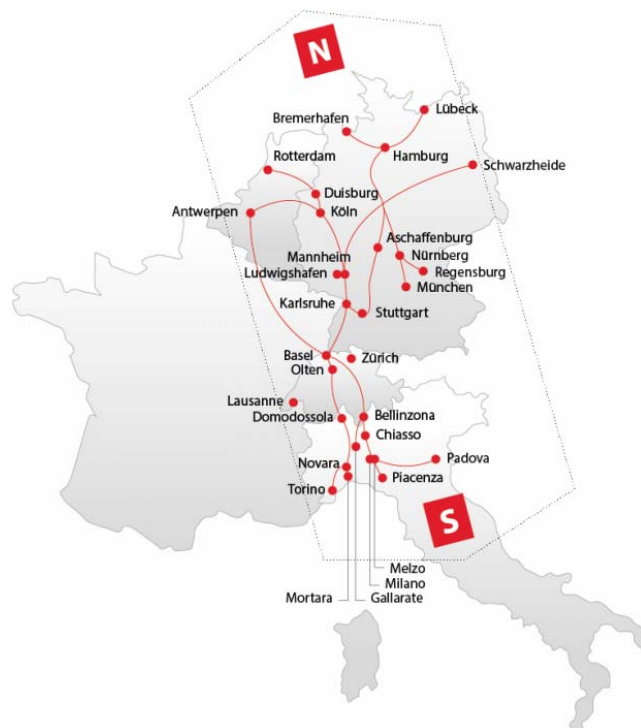 N
Lübeck
Bremerhafen
Hamburg
Rotterdam
Schwarzheide
Duisburg
Antwerpen
Köln
Aschaffenburg
Nürnberg
Mannheim
Ludwigshafen
Regensburg
München
Karlsruhe
Stuttgart
Basel
Zürich
Olten
Lausanne
Domodossola
Bellinzona
Chiasso
Novara
Padova
Piacenza
Torino
S
Melzo
Milano
Mortara
Gallarate